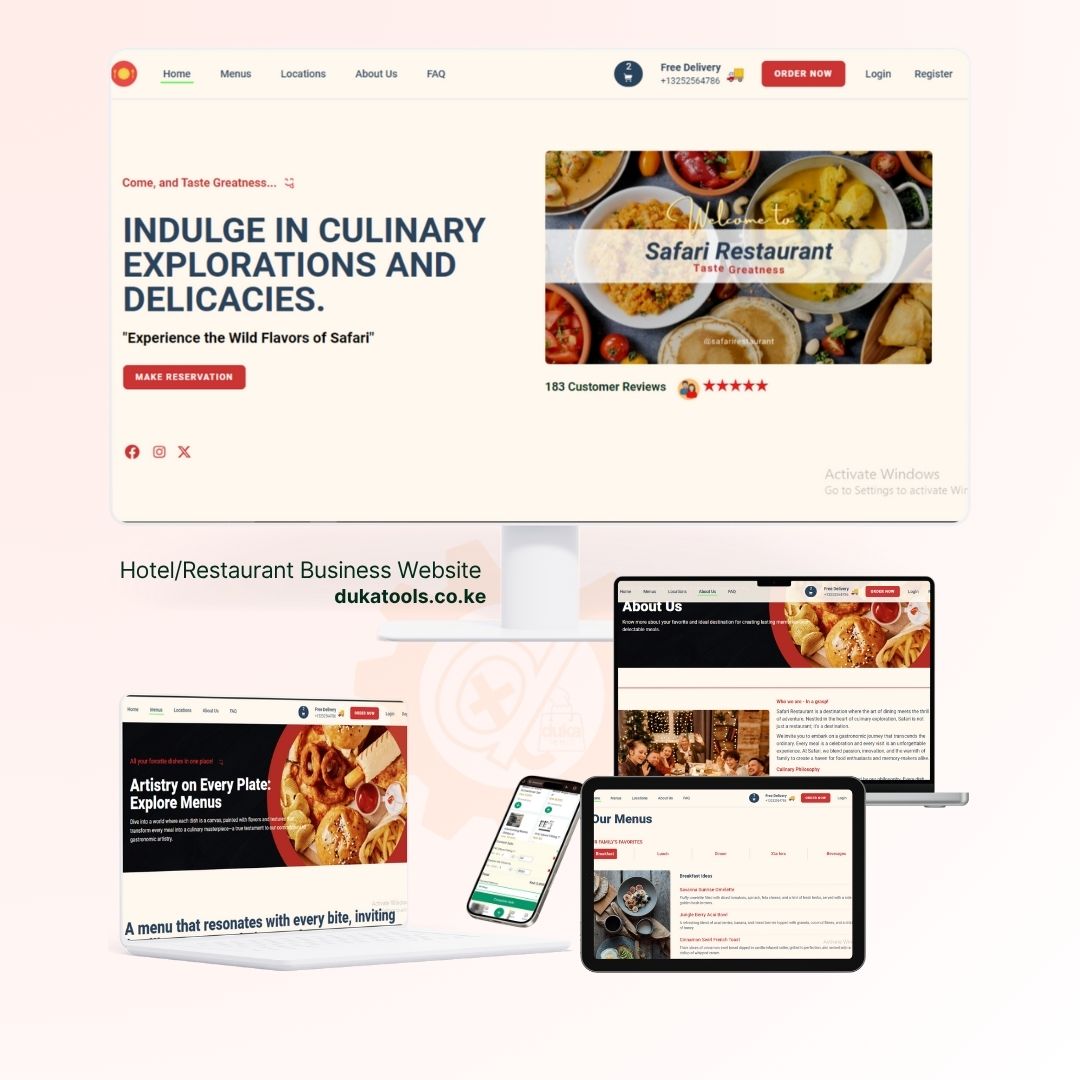 Home Menus Locations About Us FAQ
2
Free Delivery
+13252564786
ORDER NOW
Login Register
Come, and Taste Greatness...
INDULGE IN CULINARY
EXPLORATIONS AND
DELICACIES.
"Experience the Wild Flavors of Safari"
MAKE RESERVATION
Welcome to
Safari Restaurant
Taste Greatness
@safarirestaurant
183 Customer Reviews
Activate Windows
Go to Settings to activate Win
Hotel/Restaurant Business Website
dukatools.co.ke
Home Menus Locations About Us FAQ
Free Delivery
+13252564786
ORDER NOW
Login
About Us
Know more about your favorite and ideal destination for creating lasting
delectable meals.
Who we are - In a grasp!
Safari Restaurant is a destination where the art of dining meets the thrill
of adventure. Nestled in the heart of culinary exploration, Safari is not
just a restaurant; it's a destination.
We invite you to embark on a gastronomic journey that transcends the
ordinary. Every meal is a celebration and every visit is an unforgettable
experience. At Safari, we blend passion, innovation, and the warmth of
family to create a haven for food enthusiasts and memory-makers alike.
Culinary Philosophy
Home Menus Locations About Us FAQ
Free Delivery
+13252564786
ORDER NOW
Login
All your favorite dishes in one place!
Artistry on Every Plate:
Explore Menus
Dive into a world where each dish is a canvas, painted with flavors and textures that
transform every meal into a culinary masterpiece—a true testament to our
gastronomic artistry.
A menu that resonates with every bite, inviting
Menus Locations About Us FAQ
Free Delivery
+13252564786
ORDER NOW
Login
Our Menus
FAMILY'S FAVORITES
Breakfast Lunch Dinner Starters Beverages
Breakfast Ideas
Savanna Sunrise Omelette
Jungle Berry Acai Bowl
Cinnamon Swirl French Toast